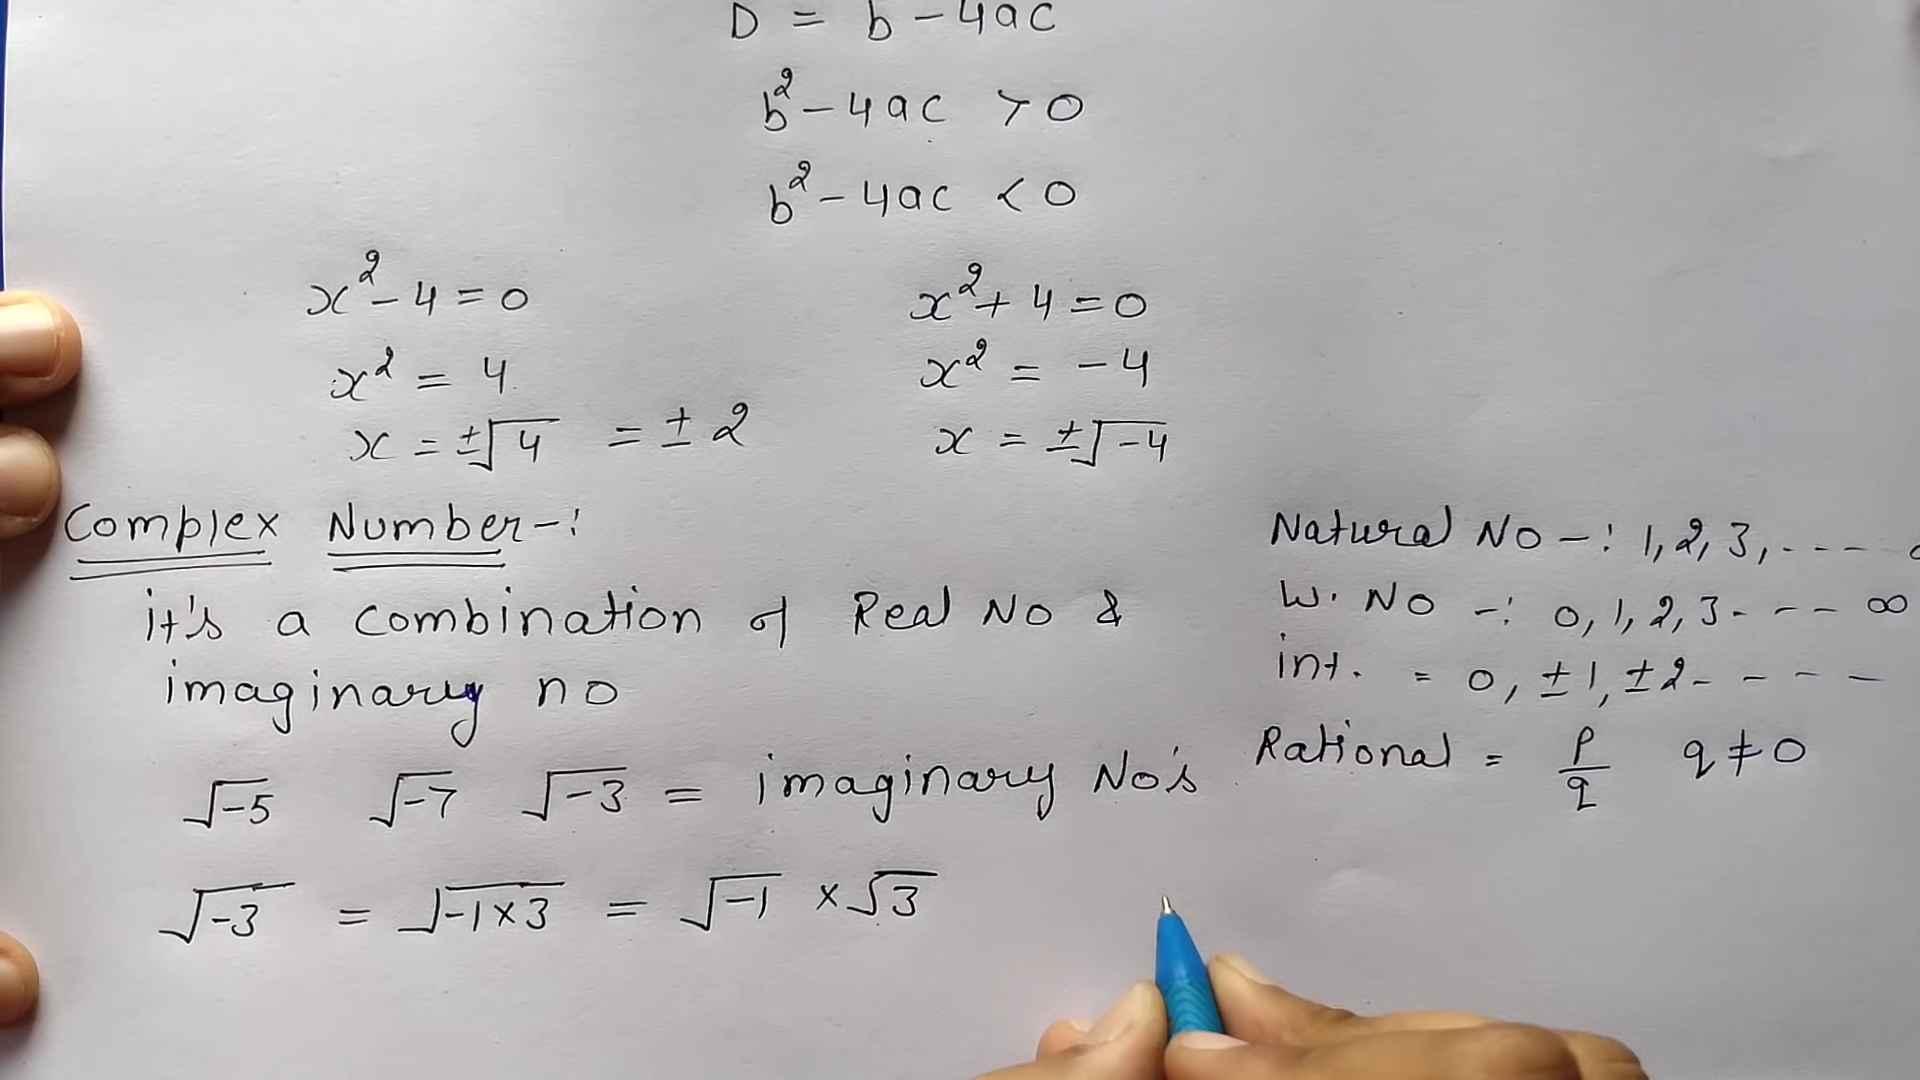 D = b - 4ac
b² - 4ac > 0
b² - 4ac < 0
x² - 4 = 0
x² = 4
x = ±√4 = ±2
x² + 4 = 0
x² = -4
x = ±√-4
Complex Number -:
it's a combination of Real No &
imaginary no
√-5 √-7 √-3 = imaginary No's
√-3 = √-1×3 = √-1 × √3
Natural No -: 1, 2, 3, - - - -
W. No -: 0, 1, 2, 3 - - - - ∞
int. = 0, ±1, ±2 - - - - -
Rational = p/q q ≠ 0